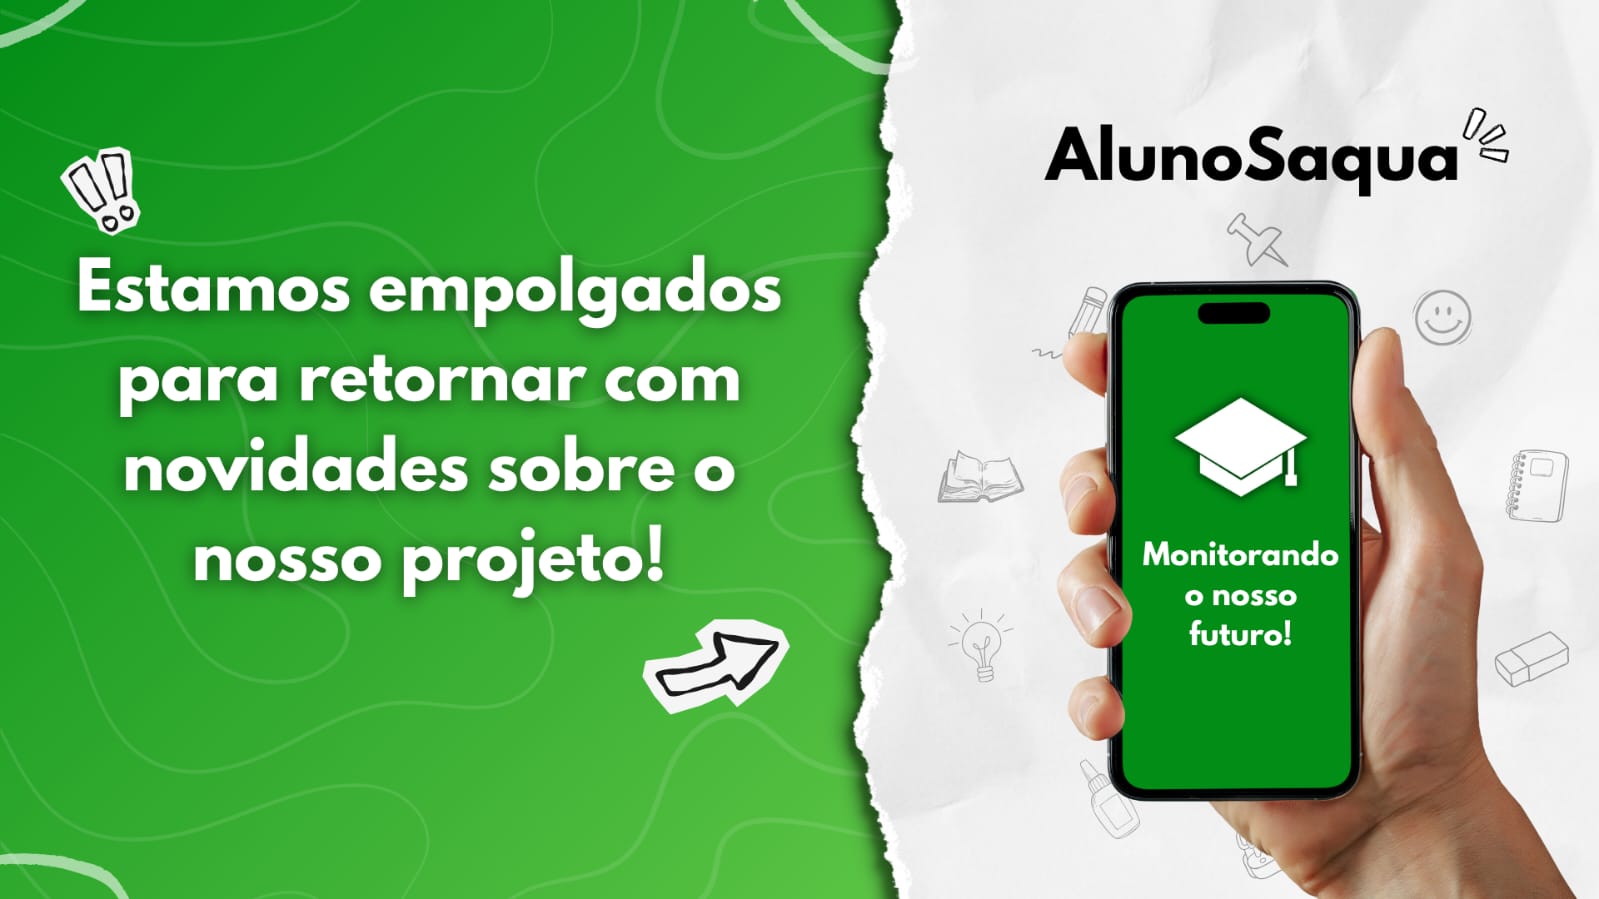 Estamos empolgados
para retornar com
novidades sobre o
nosso projeto!
AlunoSaqua
Monitorando
o nosso
futuro!